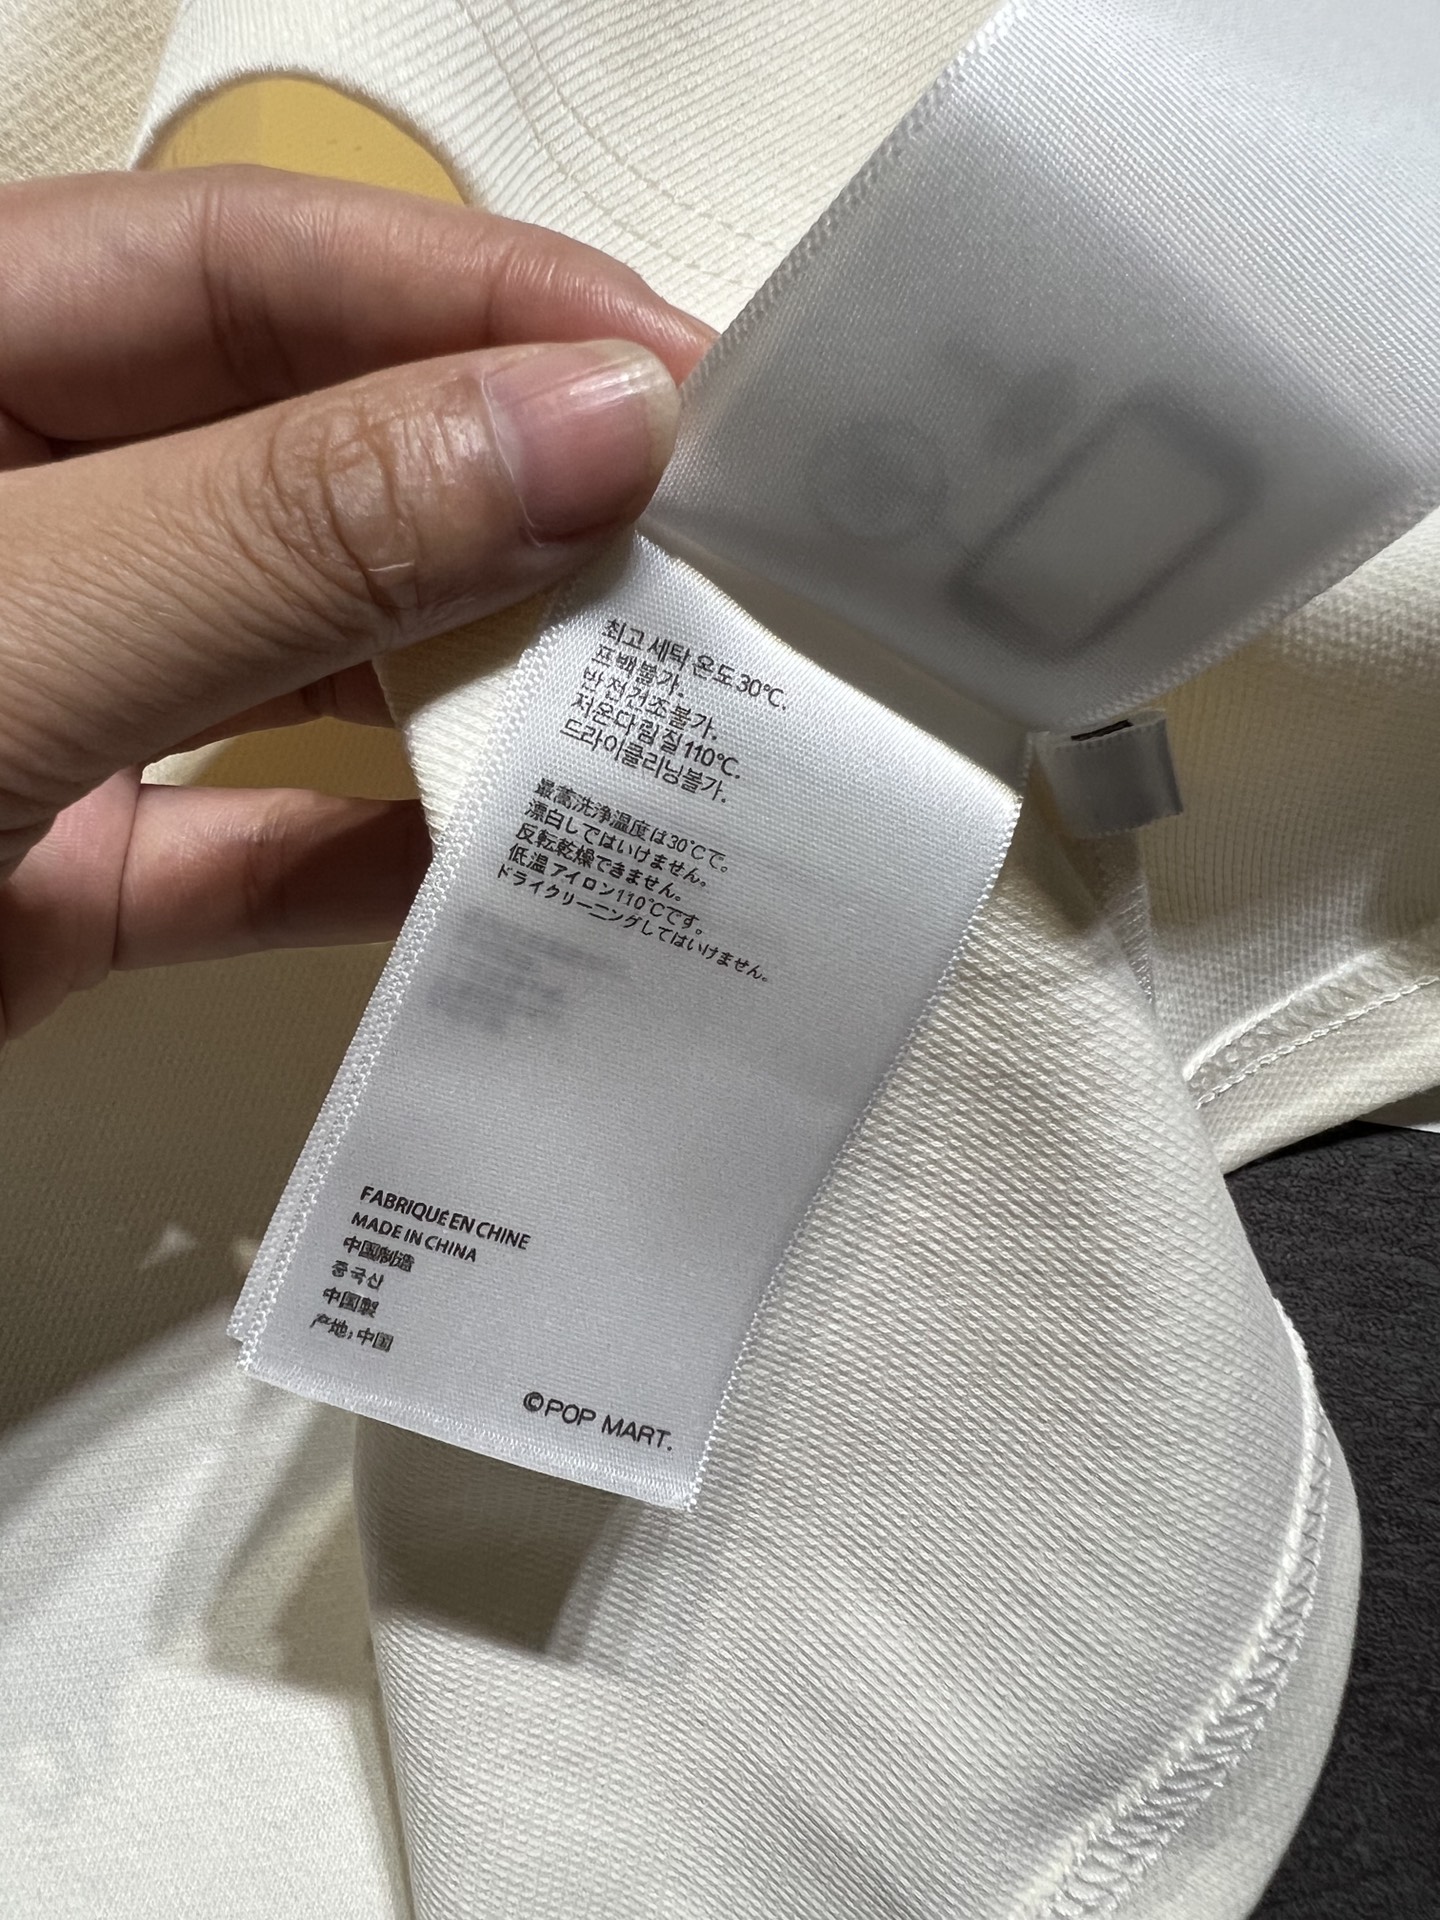 최고 세탁 온도 30℃.
표백불가.
반전건조불가.
저온다림질 110℃.
드라이클리닝불가.
最高洗浄温度は30℃で。
漂白してはいけません。
反転乾燥できません。
低温 アイロン110℃です。
ドライクリーニングしてはいけません。
FABRIQUÉ EN CHINE
MADE IN CHINA
中国制造
중국산
中国製
产地:中国
©POP MART.